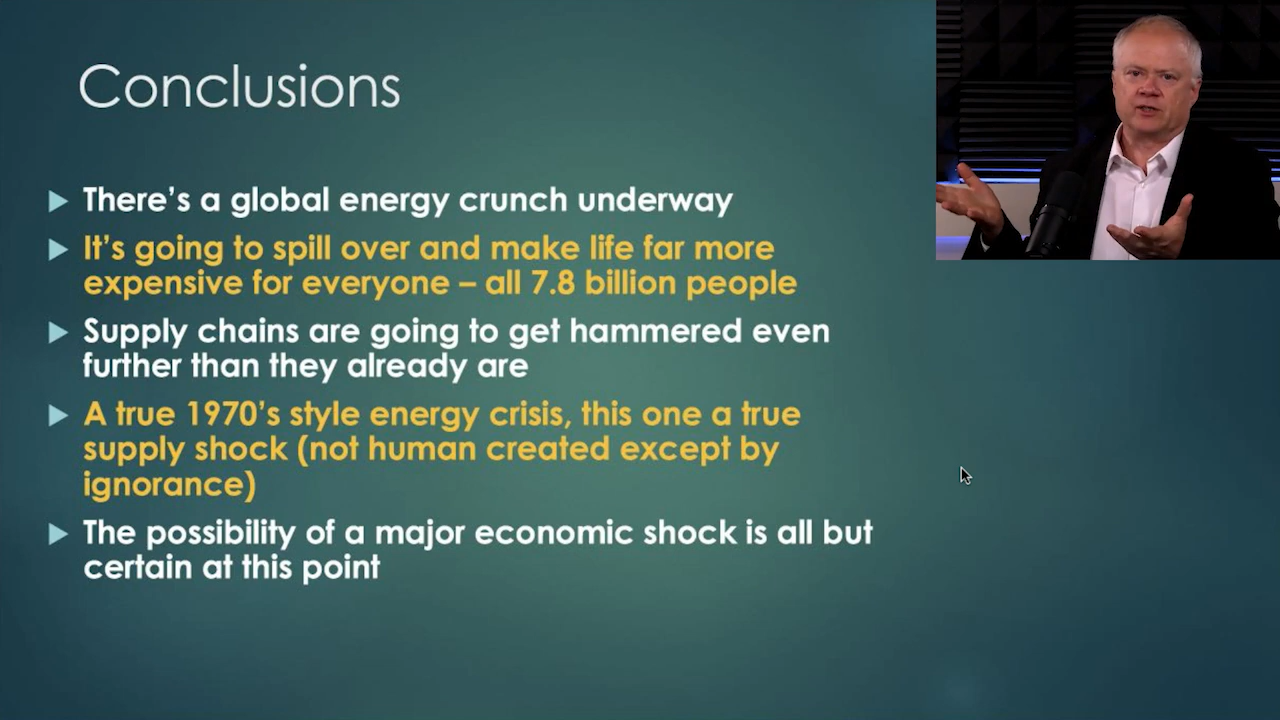 Conclusions
There's a global energy crunch underway
It's going to spill over and make life far more
expensive for everyone – all 7.8 billion people
Supply chains are going to get hammered even
further than they already are
A true 1970's style energy crisis, this one a true
supply shock (not human created except by
ignorance)
The possibility of a major economic shock is all but
certain at this point